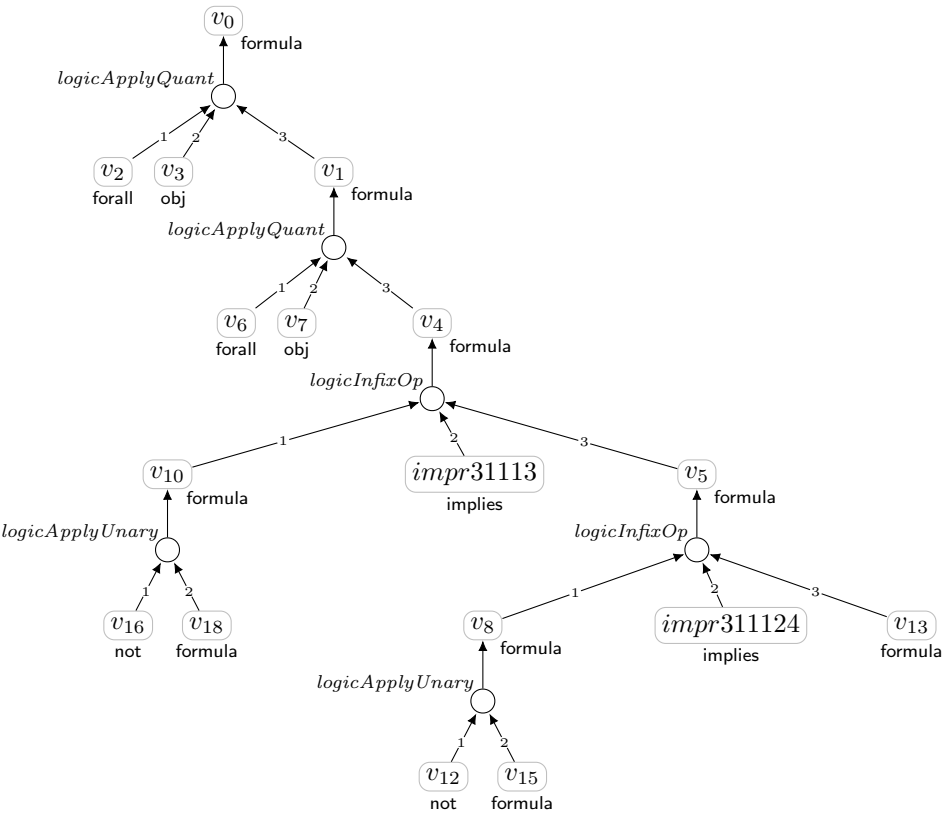 v₀
formula
logicApplyQuant
1 2 3
v₂ v₃ v₁
forall obj formula
logicApplyQuant
1 2 3
v₆ v₇ v₄
forall obj formula
logicInfixOp
1 2 3
v₁₀ impr31113 v₅
formula implies formula
logicApplyUnary logicInfixOp
1 2 1 2 3
v₁₆ v₁₈ v₈ impr311124 v₁₃
not formula formula implies formula
logicApplyUnary
1 2
v₁₂ v₁₅
not formula